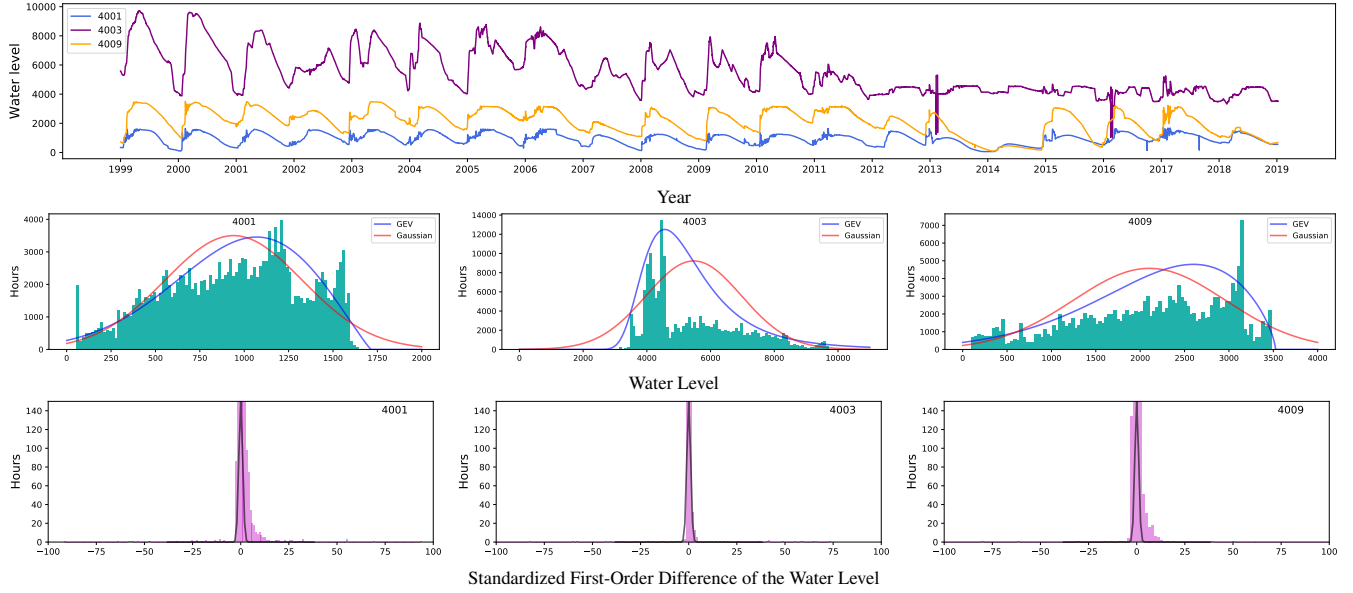 Water level
10000
8000
6000
4000
2000
0
4001
4003
4009
1999 2000 2001 2002 2003 2004 2005 2006 2007 2008 2009 2010 2011 2012 2013 2014 2015 2016 2017 2018 2019
Year
Hours
4000
3000
2000
1000
0
4001
GEV
Gaussian
0 250 500 750 1000 1250 1500 1750 2000
14000
12000
10000
8000
6000
4000
2000
0
4003
GEV
Gaussian
0 2000 4000 6000 8000 10000
Hours
7000
6000
5000
4000
3000
2000
1000
0
4009
GEV
Gaussian
0 500 1000 1500 2000 2500 3000 3500 4000
Water Level
Hours
140
120
100
80
60
40
20
0
4001
−100 −75 −50 −25 0 25 50 75 100
Hours
140
120
100
80
60
40
20
0
4003
−100 −75 −50 −25 0 25 50 75 100
Hours
140
120
100
80
60
40
20
0
4009
−100 −75 −50 −25 0 25 50 75 100
Standardized First-Order Difference of the Water Level